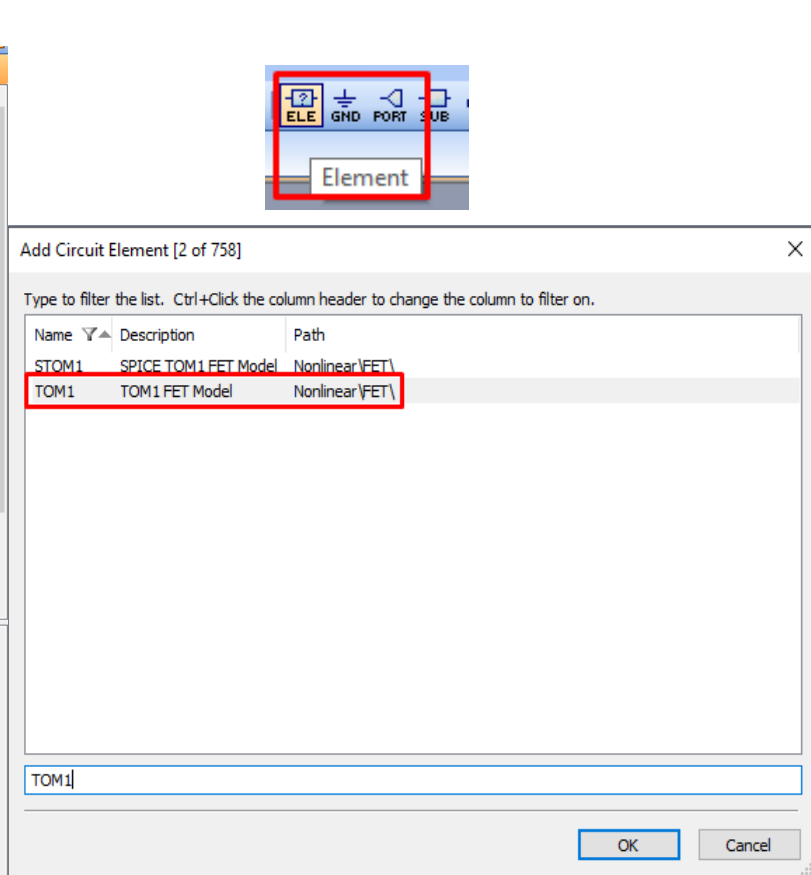 ELE GND PORT SUB
Element
Add Circuit Element [2 of 758]
Type to filter the list. Ctrl+Click the column header to change the column to filter on.
Name Description Path
STOM1 SPICE TOM1 FET Model Nonlinear\FET\
TOM1 TOM1 FET Model Nonlinear\FET\
TOM1
OK Cancel